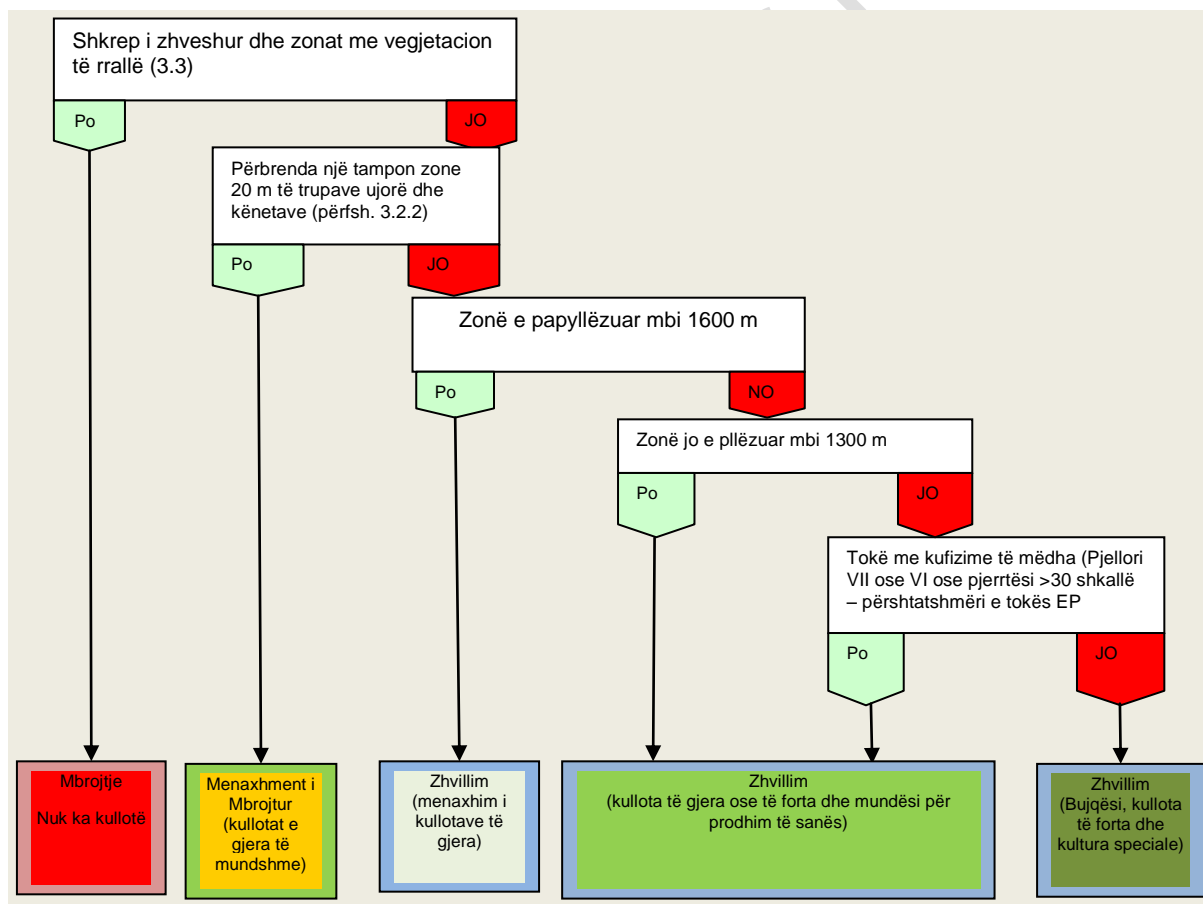 Shkrep i zhveshur dhe zonat me vegjetacion
të rrallë (3.3)
Po
JO
Përbrenda një tampon zone
20 m të trupave ujorë dhe
kënetave (përfsh. 3.2.2)
Po
JO
Zonë e papyllëzuar mbi 1600 m
Po
NO
Zonë jo e pllëzuar mbi 1300 m
Po
JO
Tokë me kufizime të mëdha (Pjellori
VII ose VI ose pjerrtësi >30 shkallë
– përshtatshmëri e tokës EP
Po
JO
Mbrojtje
Nuk ka kullotë
Menaxhment i
Mbrojtur
(kullotat e
gjera të
mundshme)
Zhvillim
(menaxhim i
kullotave të
gjera)
Zhvillim
(kullota të gjera ose të forta dhe mundësi për
prodhim të sanës)
Zhvillim
(Bujqësi, kullota
të forta dhe
kultura speciale)